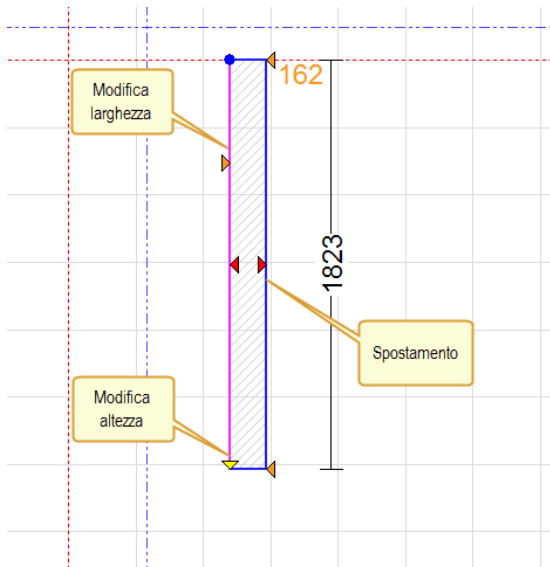 162
Modifica
larghezza
1823
Spostamento
Modifica
altezza